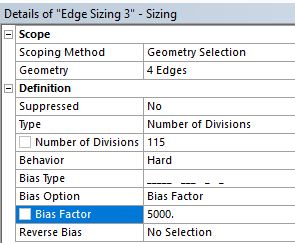 Details of "Edge Sizing 3" - Sizing
Scope
Scoping Method Geometry Selection
Geometry 4 Edges
Definition
Suppressed No
Type Number of Divisions
Number of Divisions 115
Behavior Hard
Bias Type _____ ___ _ _
Bias Option Bias Factor
Bias Factor 5000.
Reverse Bias No Selection